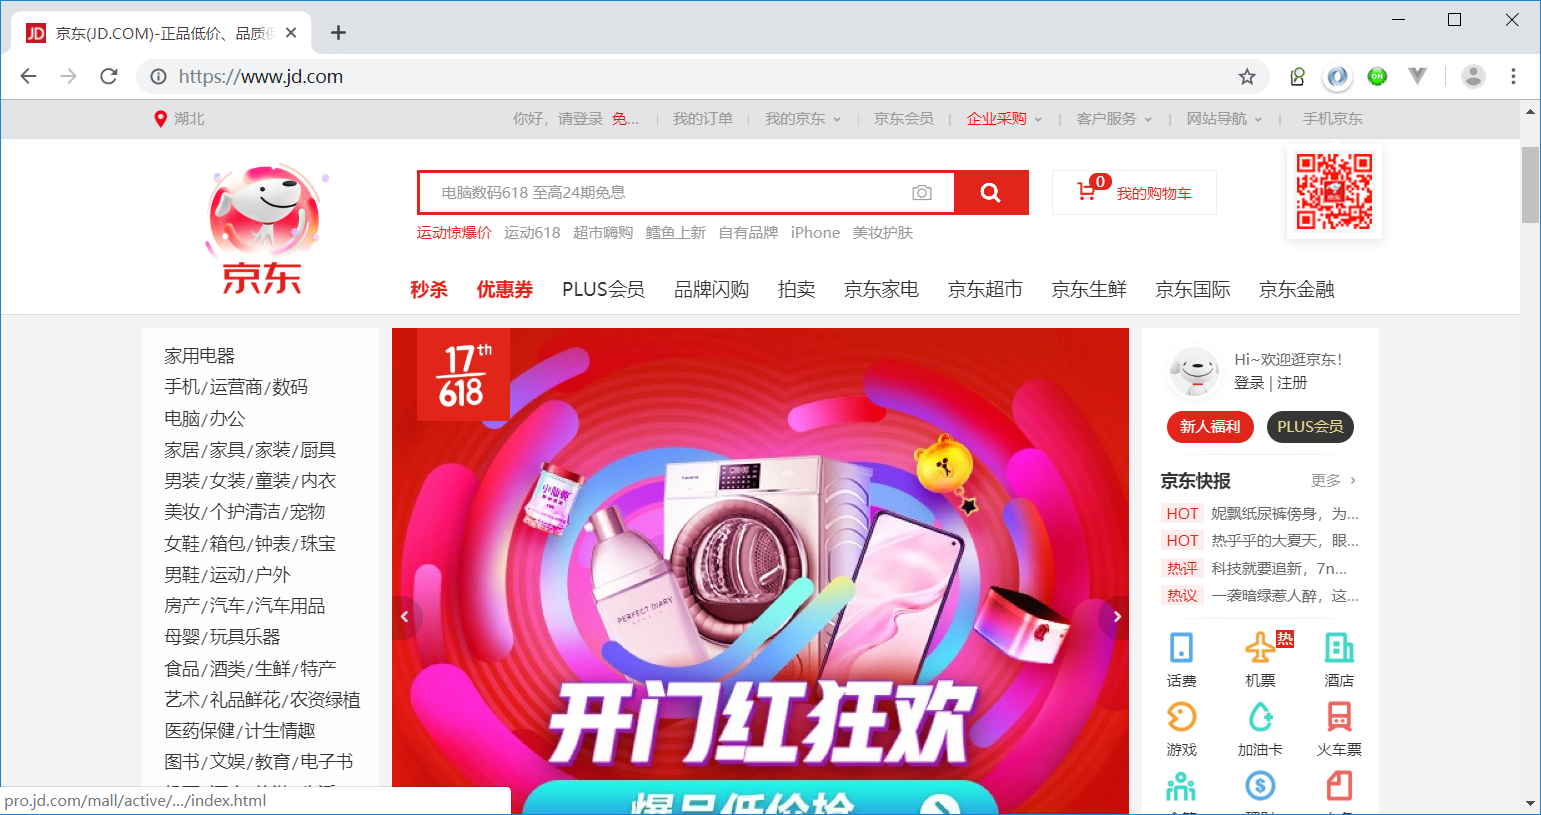 京东(JD.COM)-正品低价、品质保
https://www.jd.com
湖北
你好，请登录 免...
我的订单
我的京东
京东会员
企业采购
客户服务
网站导航
手机京东
京东
电脑数码618 至高24期免息
0
我的购物车
运动惊爆价 运动618 超市嗨购 鳕鱼上新 自有品牌 iPhone 美妆护肤
秒杀 优惠券 PLUS会员 品牌闪购 拍卖 京东家电 京东超市 京东生鲜 京东国际 京东金融
家用电器
手机/运营商/数码
电脑/办公
家居/家具/家装/厨具
男装/女装/童装/内衣
美妆/个护清洁/宠物
女鞋/箱包/钟表/珠宝
男鞋/运动/户外
房产/汽车/汽车用品
母婴/玩具乐器
食品/酒类/生鲜/特产
艺术/礼品鲜花/农资绿植
医药保健/计生情趣
图书/文娱/教育/电子书
pro.jd.com/mall/active/.../index.html
17th
618
PERFECT DIARY
开门红狂欢
爆品低价抢
Hi~欢迎逛京东！
登录 | 注册
新人福利
PLUS会员
京东快报
更多
HOT 妮飘纸尿裤傍身，为...
HOT 热乎乎的大夏天，眼...
热评 科技就要追新，7n...
热议 一袭暗绿惹人醉，这...
热
话费
机票
酒店
游戏
加油卡
火车票